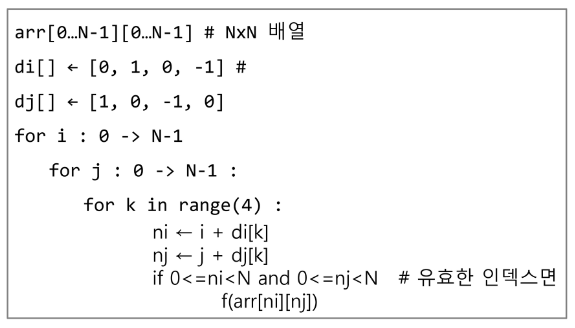 arr[0…N-1][0…N-1] # NxN 배열
di[] ← [0, 1, 0, -1] #
dj[] ← [1, 0, -1, 0]
for i : 0 -> N-1
for j : 0 -> N-1 :
for k in range(4) :
ni ← i + di[k]
nj ← j + dj[k]
if 0<=ni<N and 0<=nj<N # 유효한 인덱스면
f(arr[ni][nj])